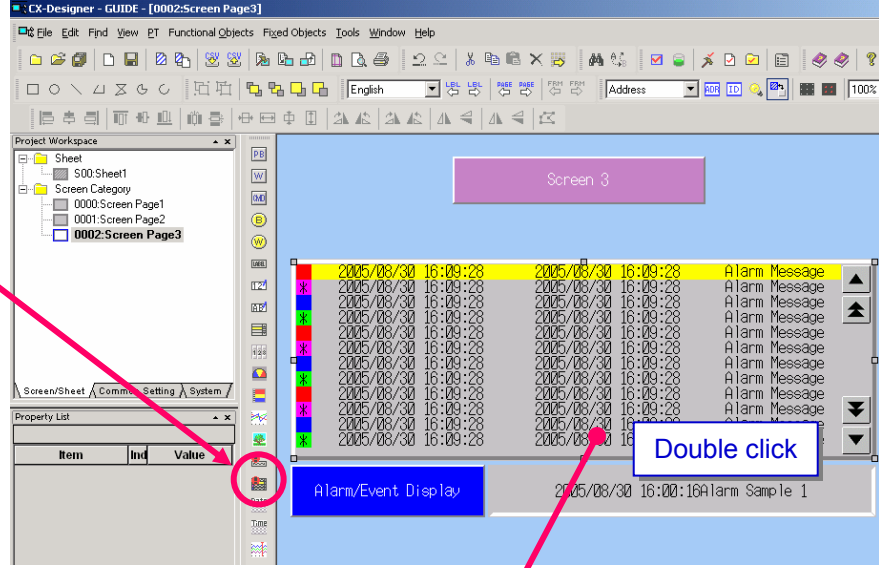 CX-Designer - GUIDE - [0002:Screen Page3]
File Edit Find View PT Functional Objects Fixed Objects Tools Window Help
English
Address
100%
Project Workspace
Sheet
S00:Sheet1
Screen Category
0000:Screen Page1
0001:Screen Page2
0002:Screen Page3
Screen/Sheet
Setting
System
Property List
Item Ind Value
Time
Screen 3
2005/08/30 16:09:28 2005/08/30 16:09:28 Alarm Message
2005/08/30 16:09:28 2005/08/30 16:09:28 Alarm Message
2005/08/30 16:09:28 2005/08/30 16:09:28 Alarm Message
2005/08/30 16:09:28 2005/08/30 16:09:28 Alarm Message
2005/08/30 16:09:28 2005/08/30 16:09:28 Alarm Message
2005/08/30 16:09:28 2005/08/30 16:09:28 Alarm Message
2005/08/30 16:09:28 2005/08/30 16:09:28 Alarm Message
2005/08/30 16:09:28 2005/08/30 16:09:28 Alarm Message
2005/08/30 16:09:28 2005/08/30 16:09:28 Alarm Message
2005/08/30 16:09:28 2005/08/30 16:09:28 Alarm Message
2005/08/30 16:09:28 2005/08/30
2005/08/30 16:09:28
Double click
Alarm/Event Display
2005/08/30 16:00:16Alarm Sample 1